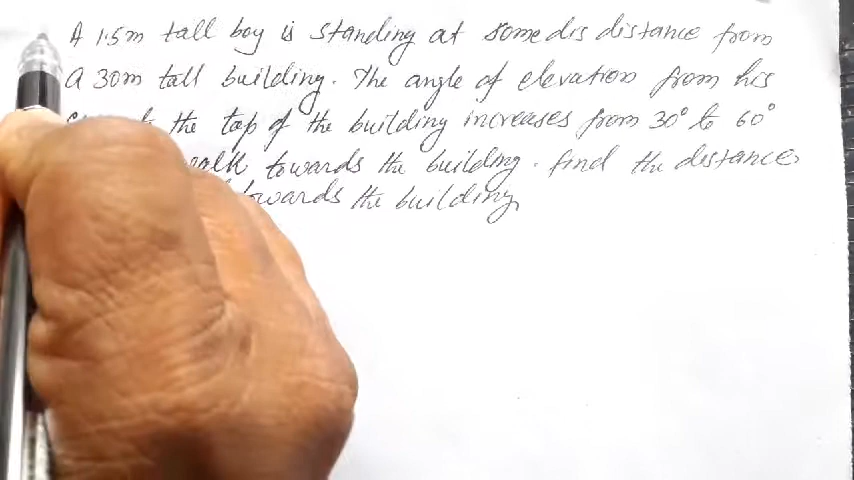 A 1.5m tall boy is standing at some dis distance from
a 30m tall building. The angle of elevation from his
the top of the building increases from 30° to 60°
towards the building. find the distance
towards the building,